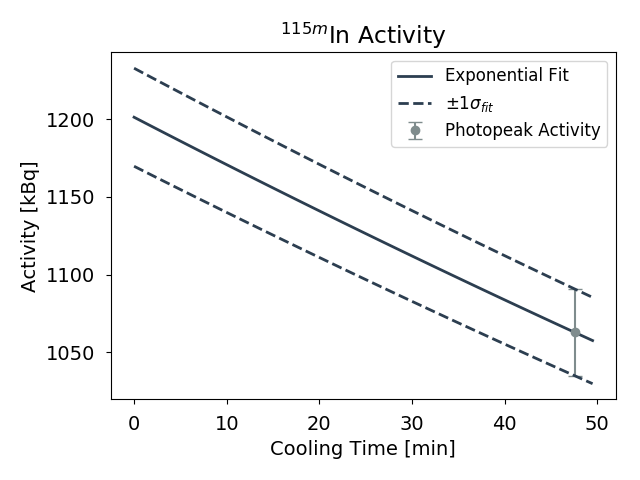 ¹¹⁵ᵐIn Activity
Exponential Fit
±1σ_fit
Photopeak Activity
Activity [kBq]
1200
1150
1100
1050
0 10 20 30 40 50
Cooling Time [min]